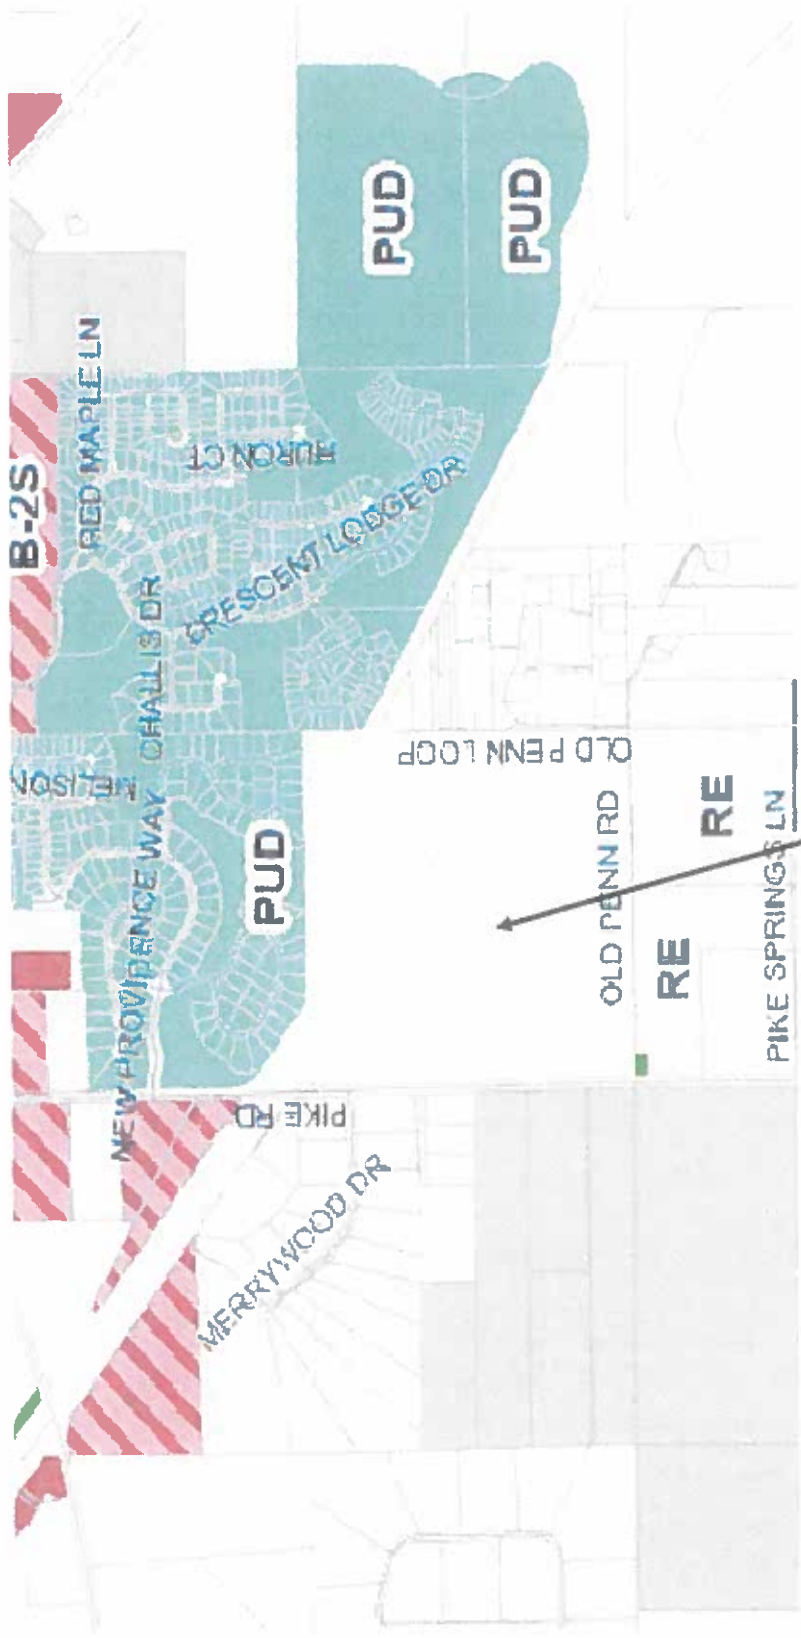 B-2S
RED MAPLE LN
HURON CT
CRESCENT LODGE DR
PUD
PUD
NELSON
CHALLIS DR
NEW PROVIDENCE WAY
PUD
OLD PENN LOOP
OLD PENN RD
RE
RE
PIKE SPRINGS LN
PIKE RD
MERRYWOOD DR